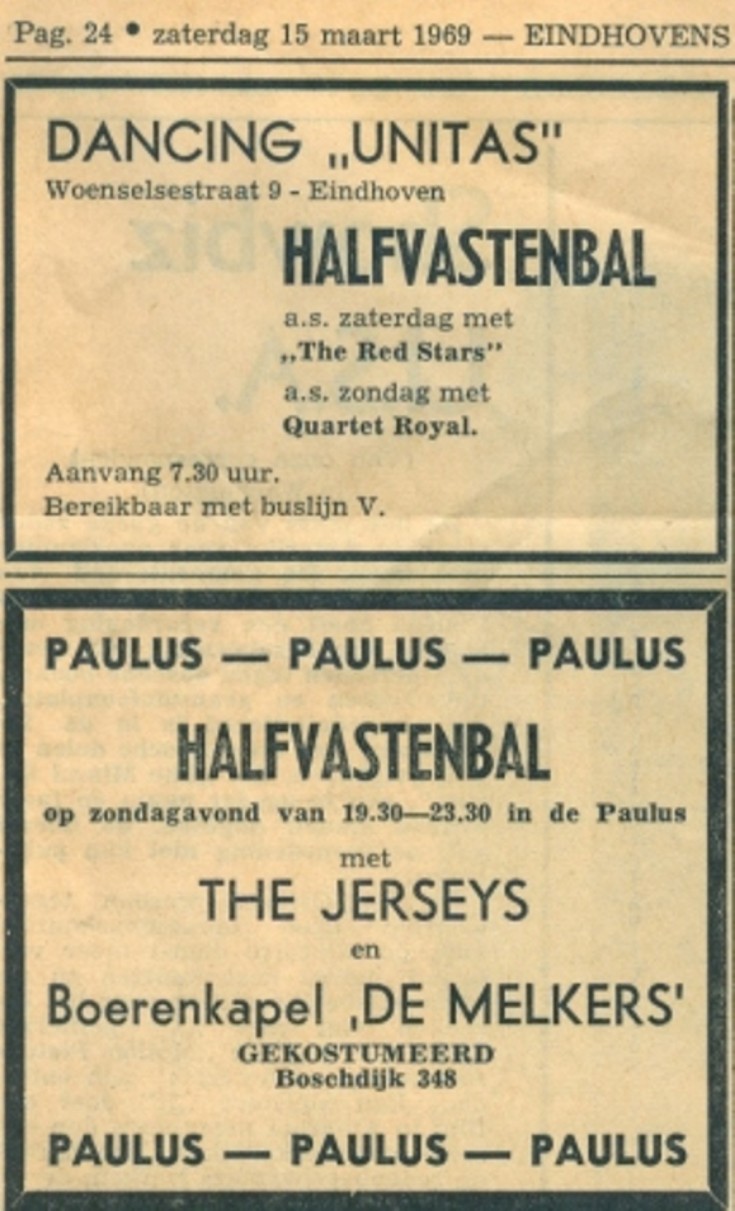 Pag. 24 • zaterdag 15 maart 1969 — EINDHOVENS
DANCING „UNITAS"
Woenselsestraat 9 - Eindhoven
HALFVASTENBAL
a.s. zaterdag met
„The Red Stars"
a.s. zondag met
Quartet Royal.
Aanvang 7.30 uur.
Bereikbaar met buslijn V.
PAULUS — PAULUS — PAULUS
HALFVASTENBAL
op zondagavond van 19.30—23.30 in de Paulus
met
THE JERSEYS
en
Boerenkapel ‚DE MELKERS'
GEKOSTUMEERD
Boschdijk 348
PAULUS — PAULUS — PAULUS